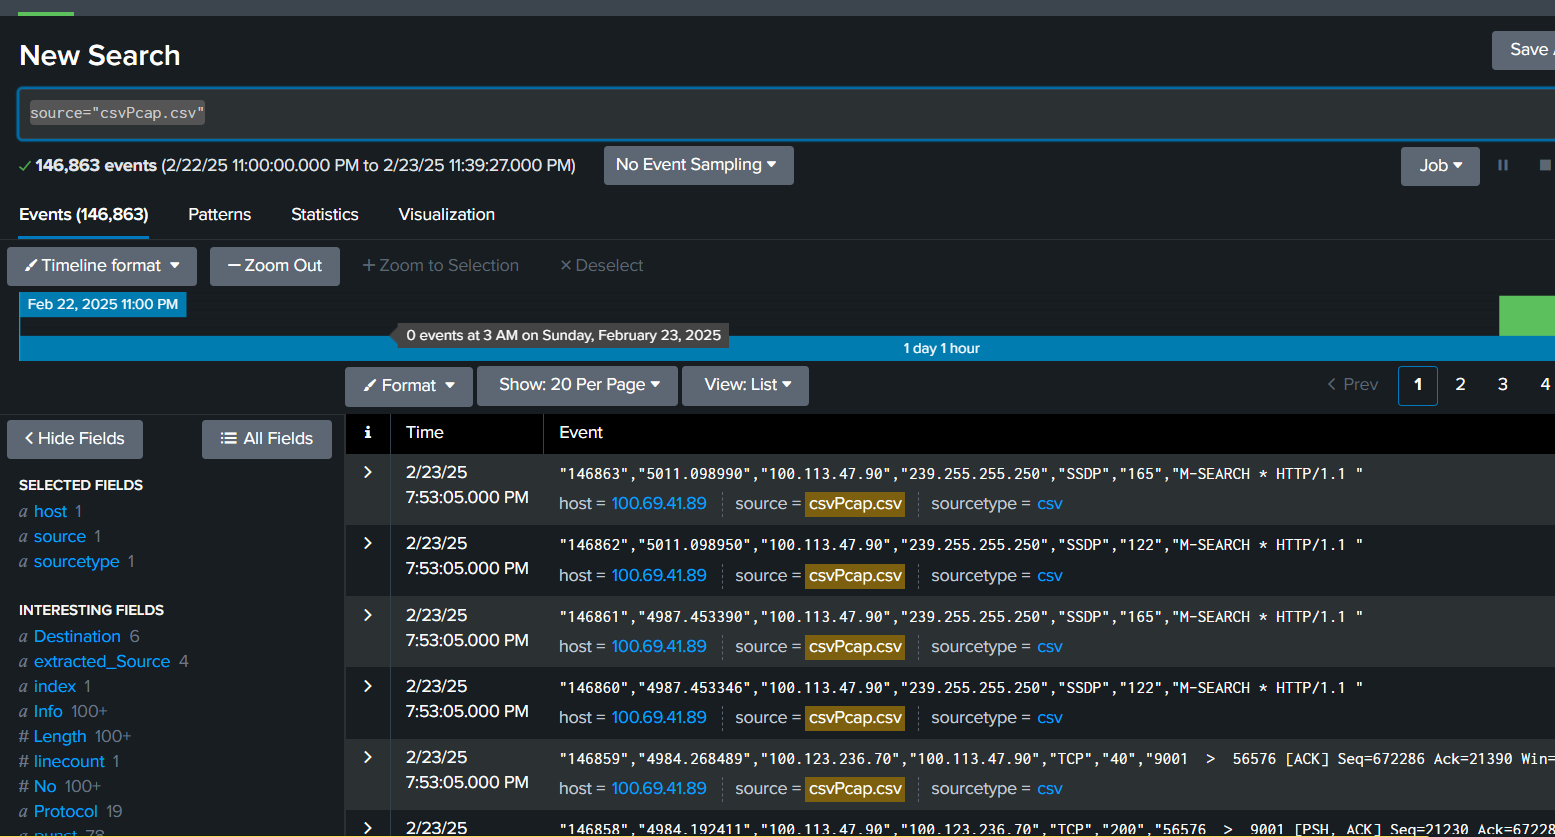 New Search
Save
source="csvPcap.csv"
146,863 events (2/22/25 11:00:00.000 PM to 2/23/25 11:39:27.000 PM)
No Event Sampling
Job
Events (146,863)
Patterns
Statistics
Visualization
Timeline format
Zoom Out
+ Zoom to Selection
× Deselect
Feb 22, 2025 11:00 PM
0 events at 3 AM on Sunday, February 23, 2025
1 day 1 hour
Format
Show: 20 Per Page
View: List
< Prev 1 2 3 4
< Hide Fields
All Fields
i Time Event
SELECTED FIELDS
a host 1
a source 1
a sourcetype 1
INTERESTING FIELDS
a Destination 6
a extracted_Source 4
a index 1
a Info 100+
# Length 100+
# linecount 1
# No 100+
a Protocol 19
a punct 78
> 2/23/25
7:53:05.000 PM
"146863","5011.098990","100.113.47.90","239.255.255.250","SSDP","165","M-SEARCH * HTTP/1.1 "
host = 100.69.41.89 source = csvPcap.csv sourcetype = csv
> 2/23/25
7:53:05.000 PM
"146862","5011.098950","100.113.47.90","239.255.255.250","SSDP","122","M-SEARCH * HTTP/1.1 "
host = 100.69.41.89 source = csvPcap.csv sourcetype = csv
> 2/23/25
7:53:05.000 PM
"146861","4987.453390","100.113.47.90","239.255.255.250","SSDP","165","M-SEARCH * HTTP/1.1 "
host = 100.69.41.89 source = csvPcap.csv sourcetype = csv
> 2/23/25
7:53:05.000 PM
"146860","4987.453346","100.113.47.90","239.255.255.250","SSDP","122","M-SEARCH * HTTP/1.1 "
host = 100.69.41.89 source = csvPcap.csv sourcetype = csv
> 2/23/25
7:53:05.000 PM
"146859","4984.268489","100.123.236.70","100.113.47.90","TCP","40","9001 > 56576 [ACK] Seq=672286 Ack=21390 Win=
host = 100.69.41.89 source = csvPcap.csv sourcetype = csv
> 2/23/25
"146858","4984.192411","100.113.47.90","100.123.236.70","TCP","200","56576 > 9001 [PSH, ACK] Seq=21230 Ack=67228